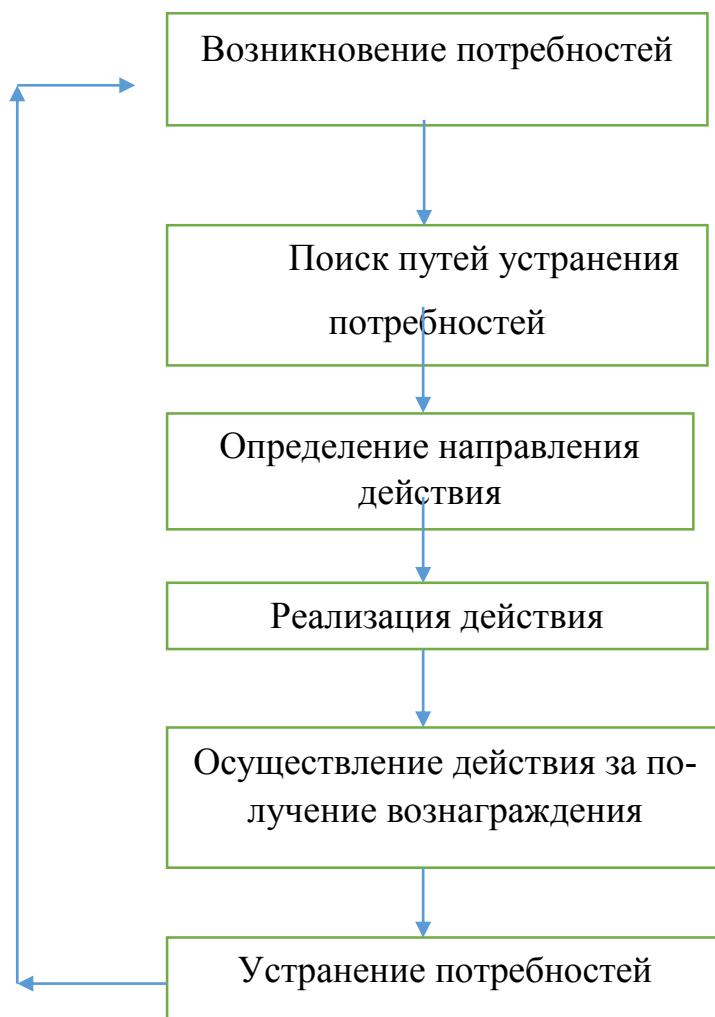 Возникновение потребностей
Поиск путей устранения
потребностей
Определение направления
действия
Реализация действия
Осуществление действия за по-
лучение вознаграждения
Устранение потребностей